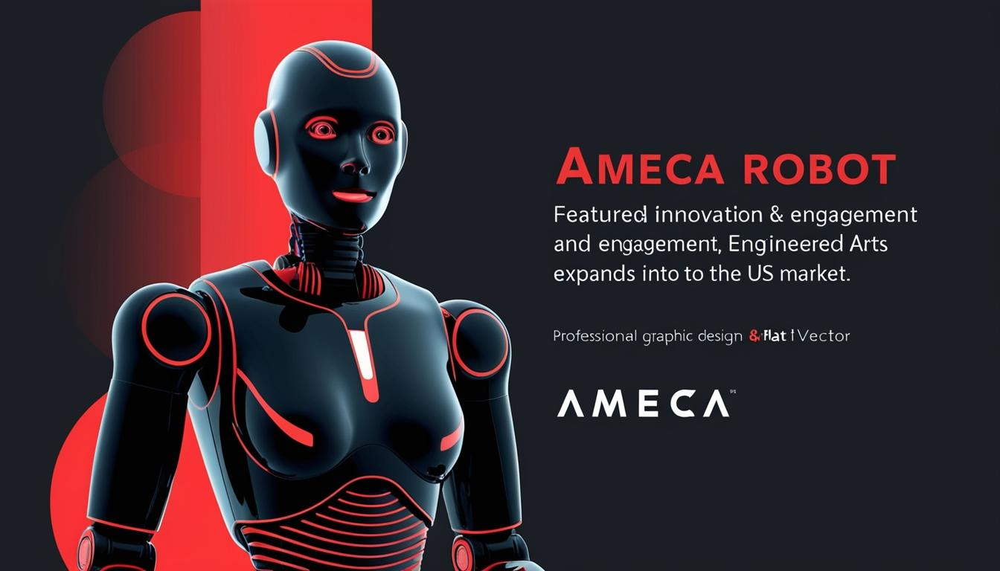 AMECA ROBOT
Featured innovation & engagement
and engagement, Engineered Arts
expands into to the US market.
Professional graphic design & Flat Vector
AMECA